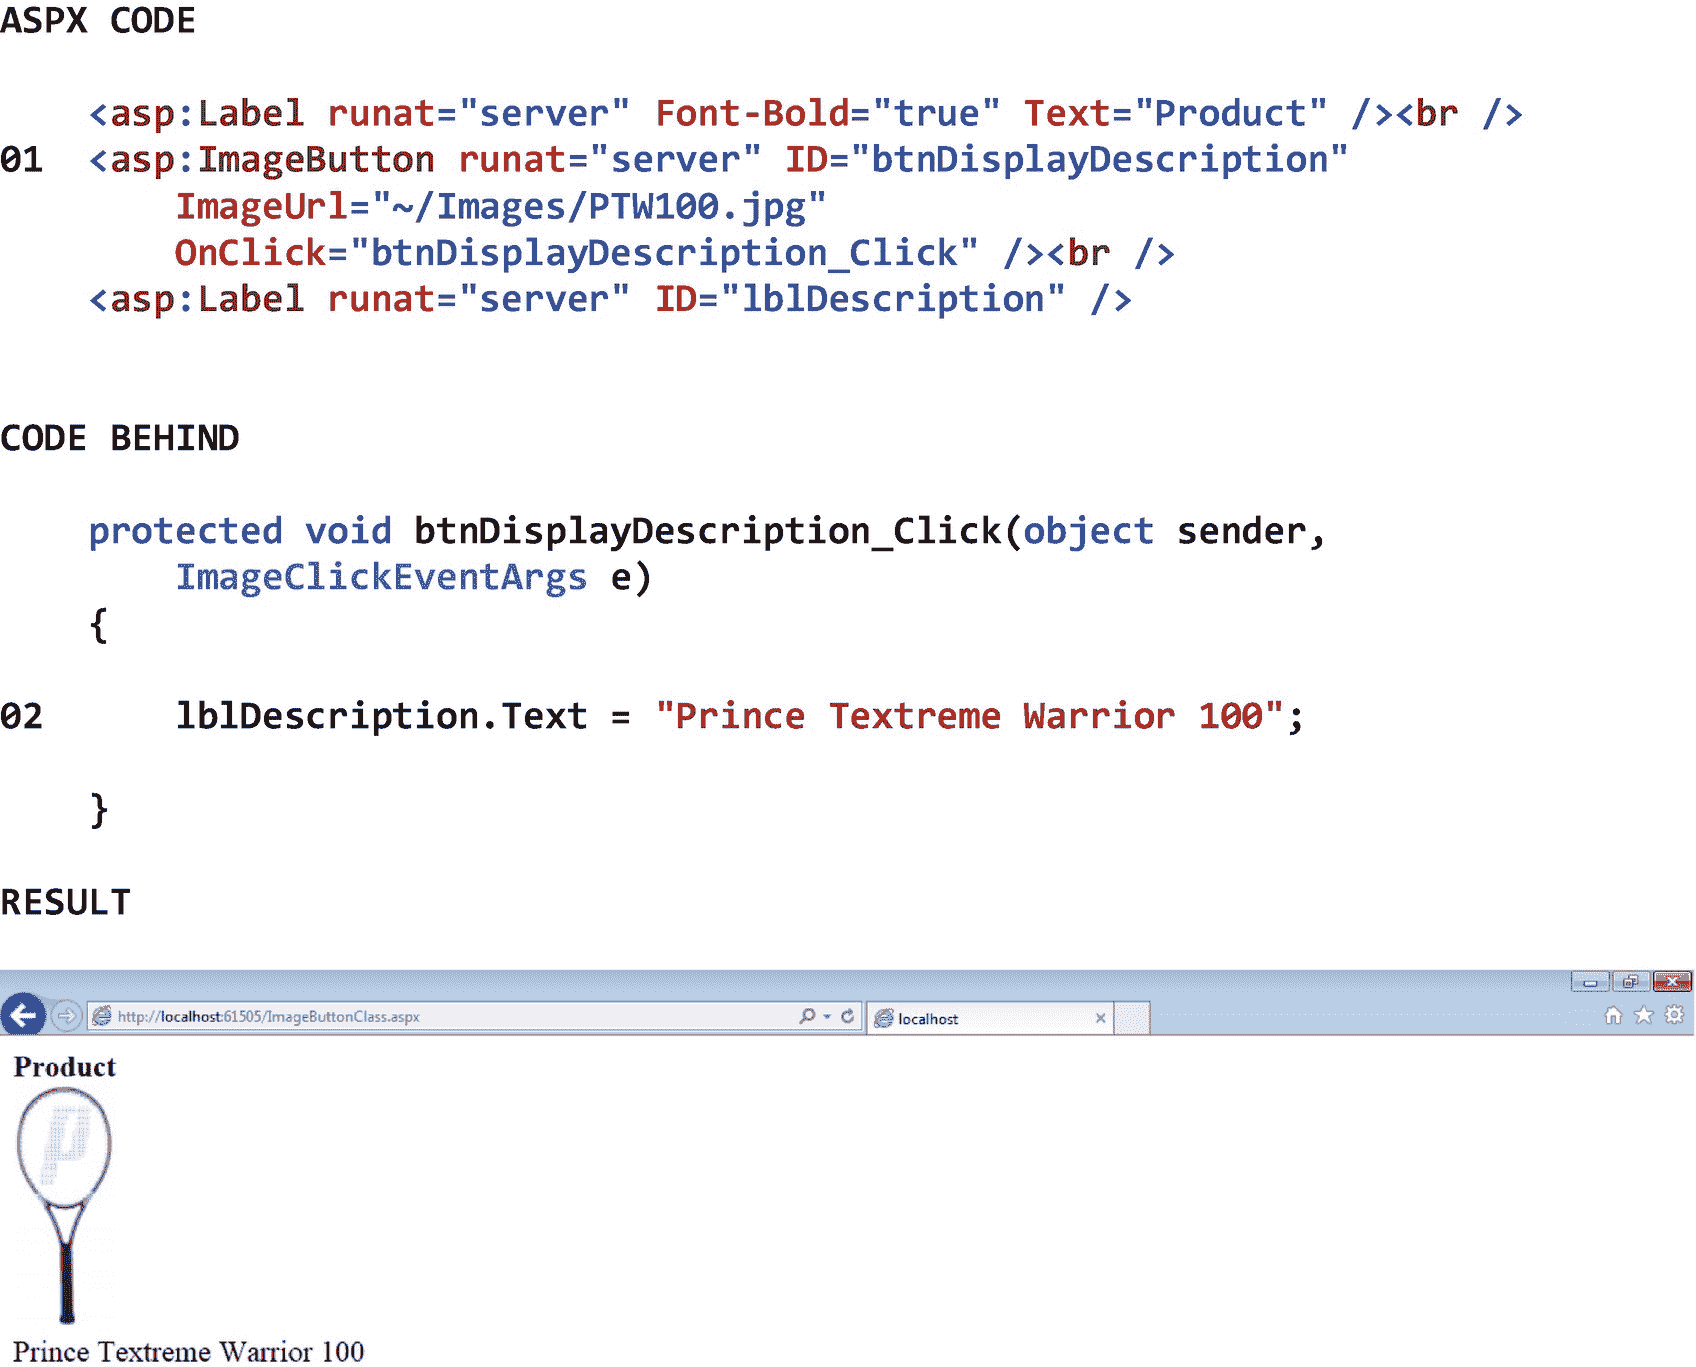 ASPX CODE
<asp:Label runat="server" Font-Bold="true" Text="Product" /><br />
01 <asp:ImageButton runat="server" ID="btnDisplayDescription"
ImageUrl="~/Images/PTW100.jpg"
OnClick="btnDisplayDescription_Click" /><br />
<asp:Label runat="server" ID="lblDescription" />
CODE BEHIND
protected void btnDisplayDescription_Click(object sender,
ImageClickEventArgs e)
{
02 lblDescription.Text = "Prince Textreme Warrior 100";
}
RESULT
http://localhost:61505/ImageButtonClass.aspx localhost
Product
P
Prince Textreme Warrior 100